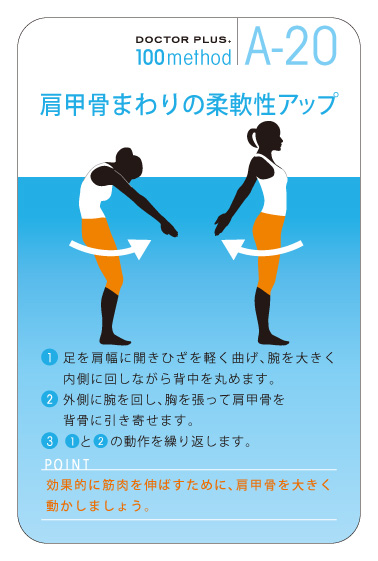 DOCTOR PLUS.
100method
A-20
肩甲骨まわりの柔軟性アップ
1 足を肩幅に開きひざを軽く曲げ、腕を大きく
内側に回しながら背中を丸めます。
2 外側に腕を回し、胸を張って肩甲骨を
背骨に引き寄せます。
3 1と2の動作を繰り返します。
POINT
効果的に筋肉を伸ばすために、肩甲骨を大きく
動かしましょう。